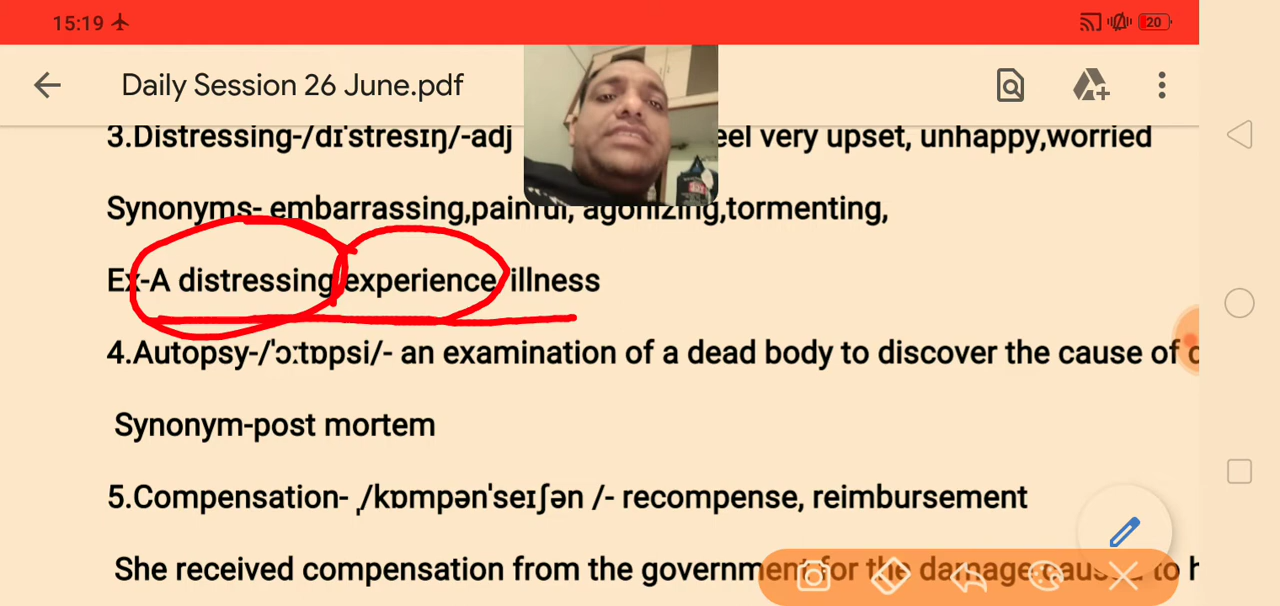 15:19
20
Daily Session 26 June.pdf
3.Distressing-/dɪˈstresɪŋ/-adj very upset, unhappy,worried
Synonyms- embarrassing,painful, agonizing,tormenting,
Ex-A distressing experience/illness
4.Autopsy-/ˈɔːtɒpsi/- an examination of a dead body to discover the cause of
Synonym-post mortem
5.Compensation- ˌ/kɒmpənˈseɪʃən /- recompense, reimbursement
She received compensation from the government for the damage to